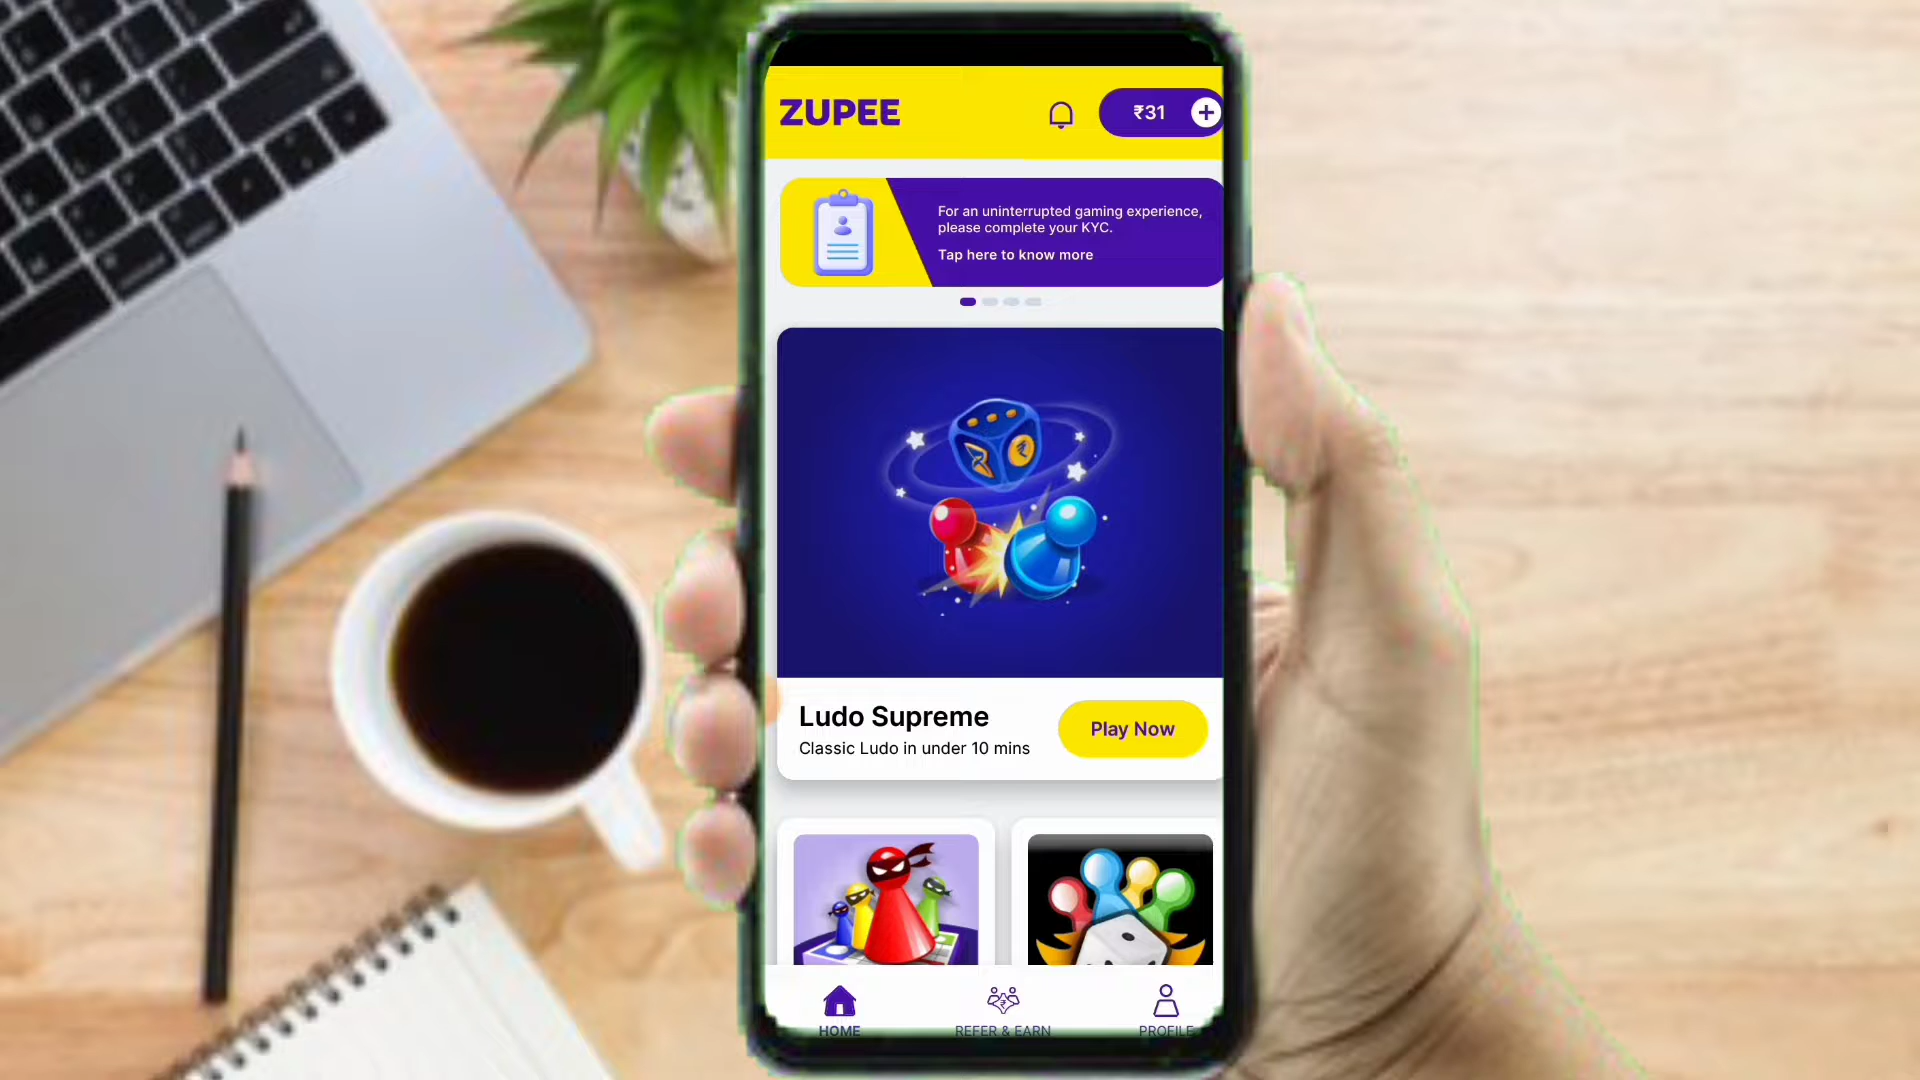 ZUPEE
₹31
For an uninterrupted gaming experience,
please complete your KYC.
Tap here to know more
Ludo Supreme
Classic Ludo in under 10 mins
Play Now
HOME
REFER & EARN
PROFILE